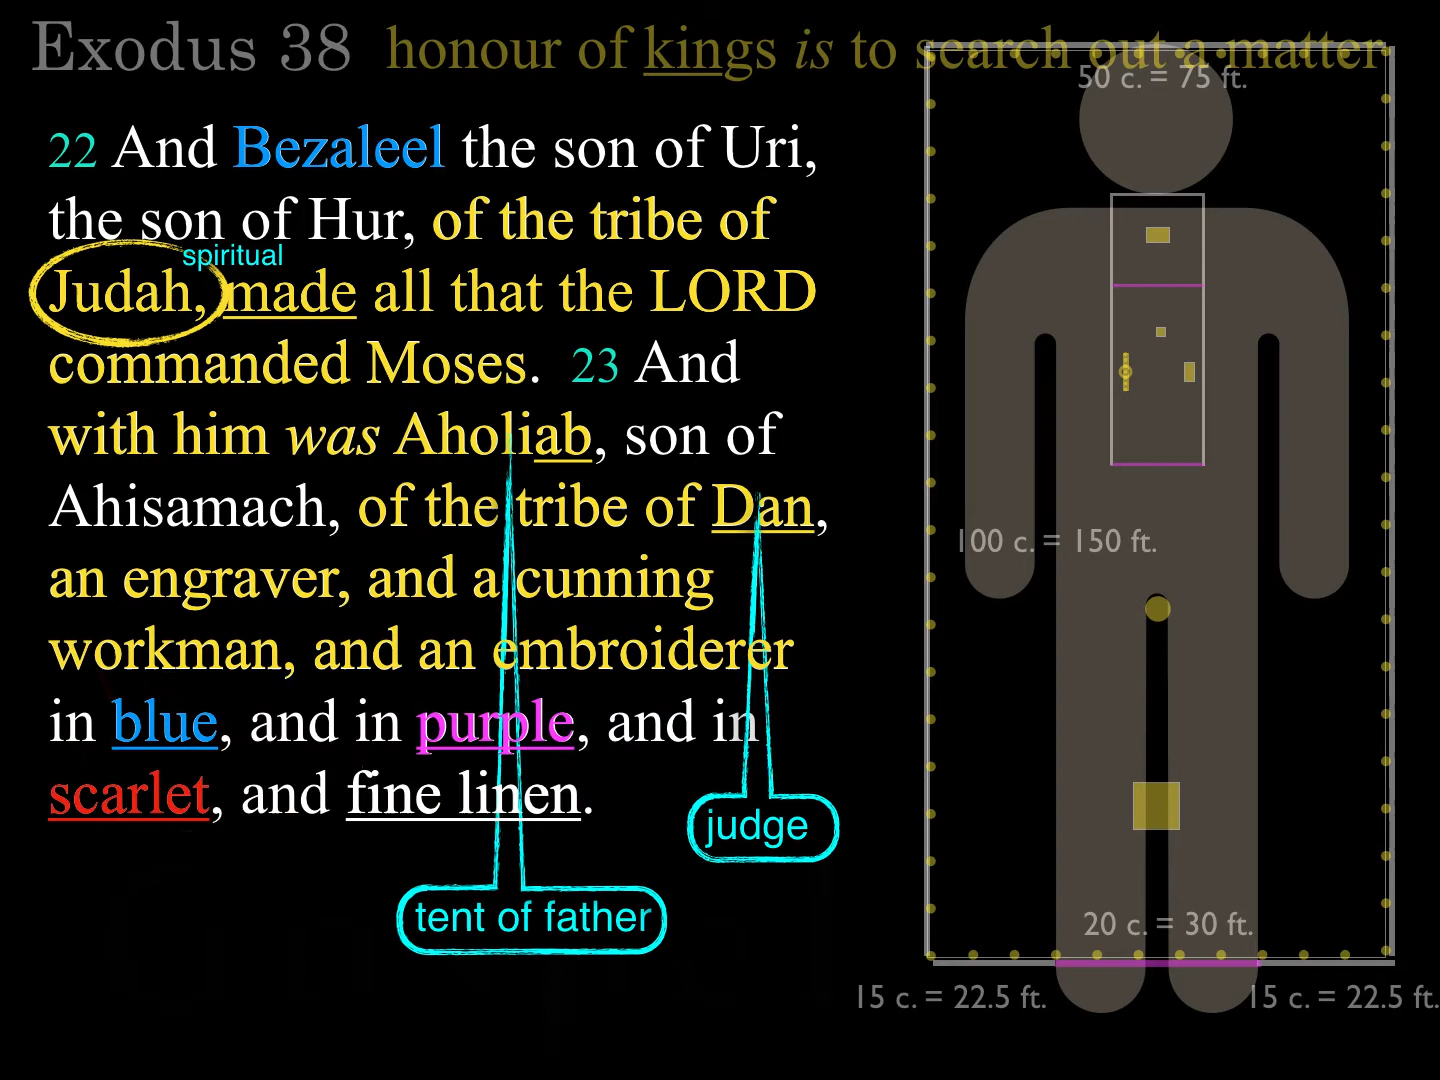 Exodus 38 honour of kings is to search out a matter
50 c. = 75 ft.
22 And Bezaleel the son of Uri,
the son of Hur, of the tribe of
spiritual
Judah, made all that the LORD
commanded Moses. 23 And
with him was Aholiab, son of
Ahisamach, of the tribe of Dan,
an engraver, and a cunning
workman, and an embroiderer
in blue, and in purple, and in
scarlet, and fine linen.
judge
tent of father
100 c. = 150 ft.
20 c. = 30 ft.
15 c. = 22.5 ft.
15 c. = 22.5 ft.